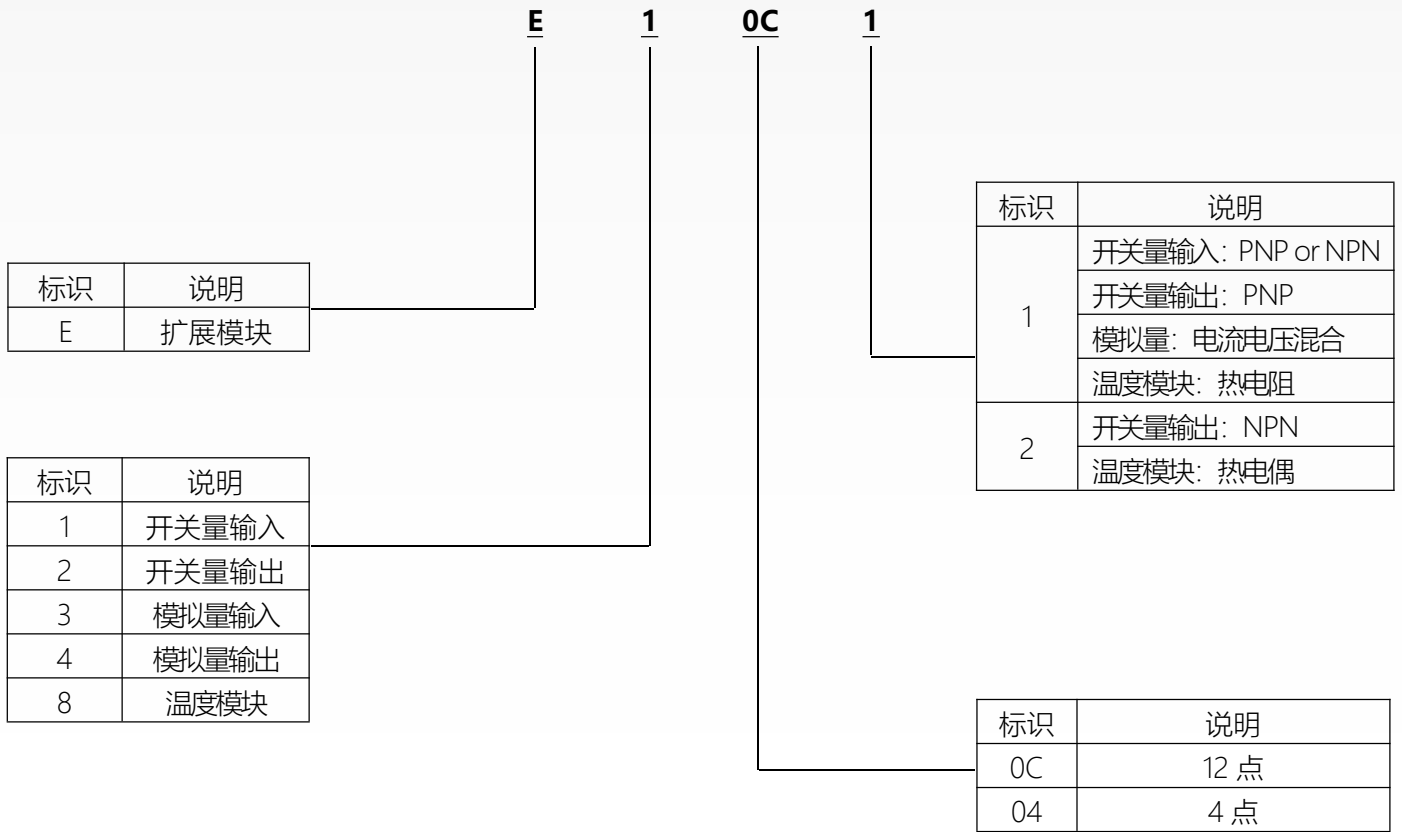 E 1 0C 1
标识 说明
E 扩展模块
标识 说明
1 开关量输入
2 开关量输出
3 模拟量输入
4 模拟量输出
8 温度模块
标识 说明
1
开关量输入：PNP or NPN
开关量输出：PNP
模拟量：电流电压混合
温度模块：热电阻
2
开关量输出：NPN
温度模块：热电偶
标识 说明
0C 12 点
04 4 点